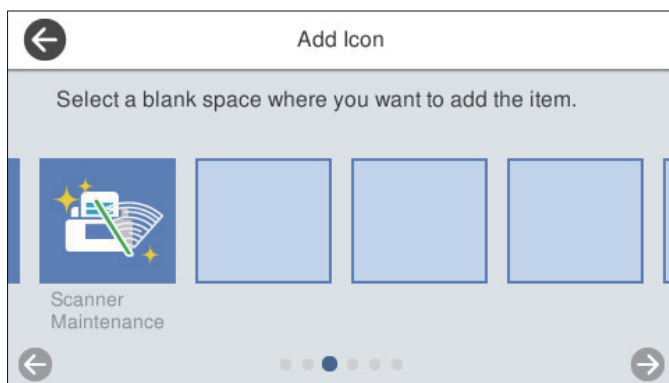 Add Icon
Select a blank space where you want to add the item.
Scanner
Maintenance